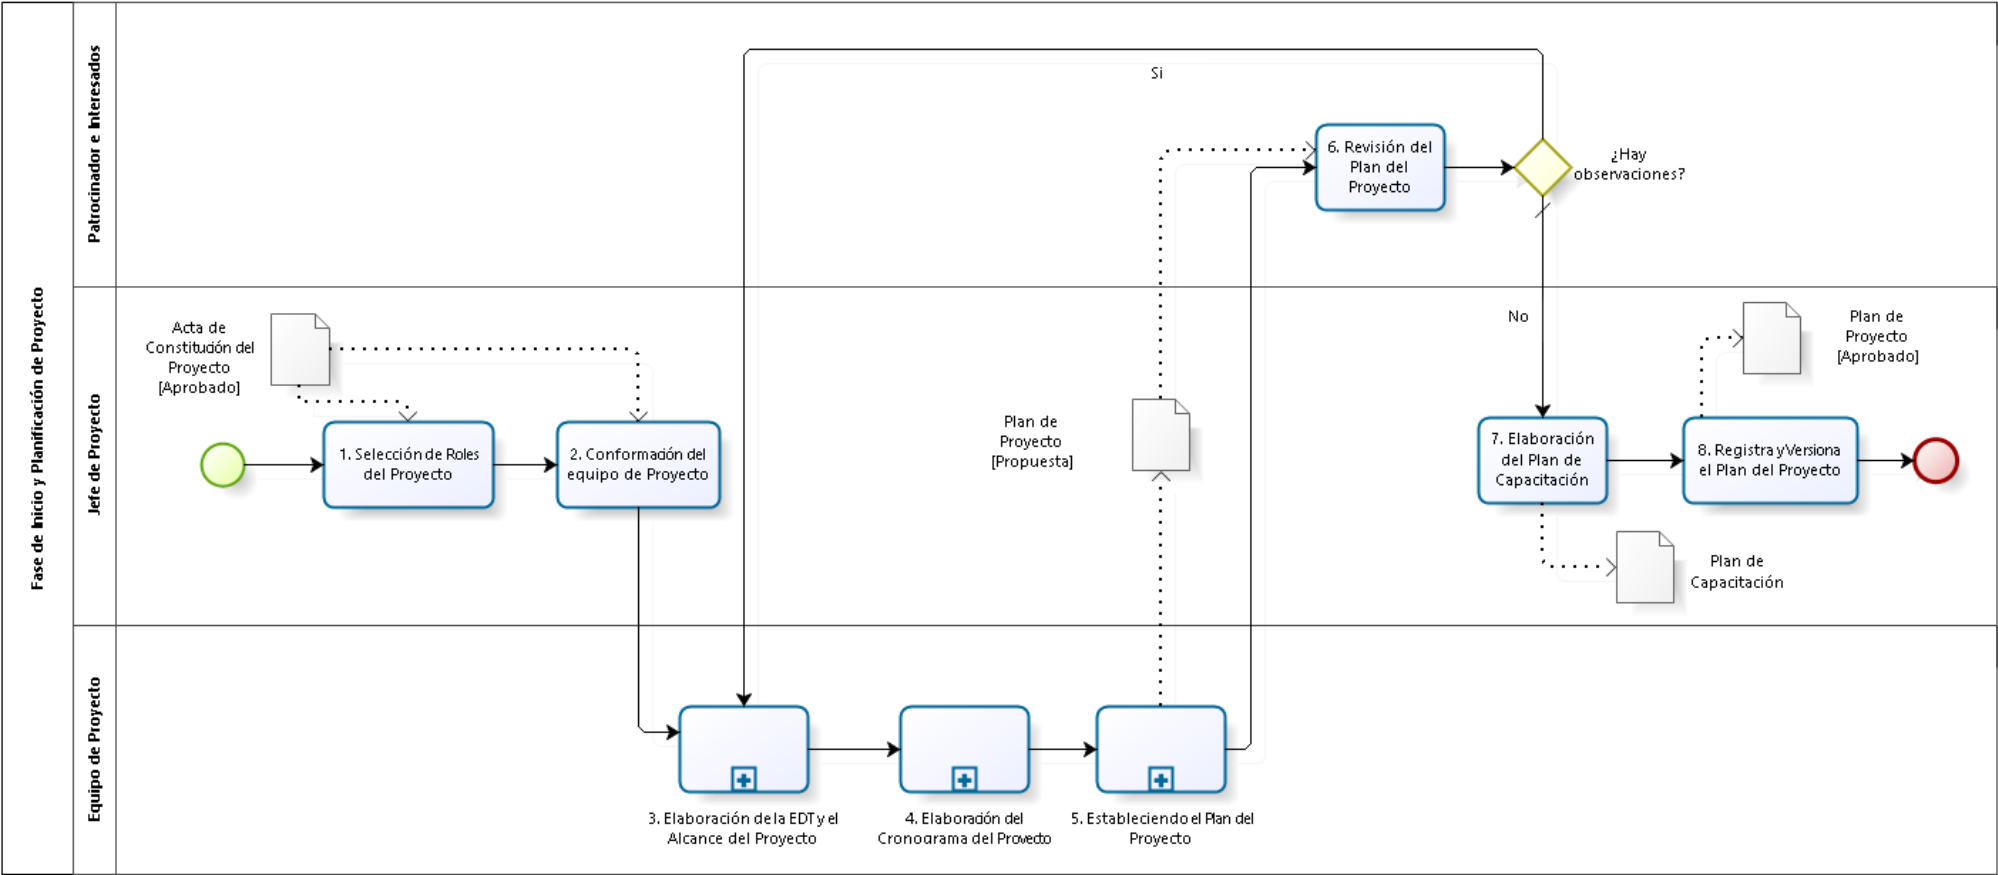 Fase de Inicio y Planificación de Proyecto
Patrocinador e Interesados
Si
6. Revisión del
Plan del
Proyecto
¿Hay
observaciones?
Jefe de Proyecto
Acta de
Constitución del
Proyecto
[Aprobado]
1. Selección de Roles
del Proyecto
2. Conformación del
equipo de Proyecto
Plan de
Proyecto
[Propuesta]
No
7. Elaboración
del Plan de
Capacitación
8. Registra y Versiona
el Plan del Proyecto
Plan de
Proyecto
[Aprobado]
Plan de
Capacitación
Equipo de Proyecto
3. Elaboración de la EDT y el
Alcance del Proyecto
4. Elaboración del
Cronograma del Proyecto
5. Estableciendo el Plan del
Proyecto